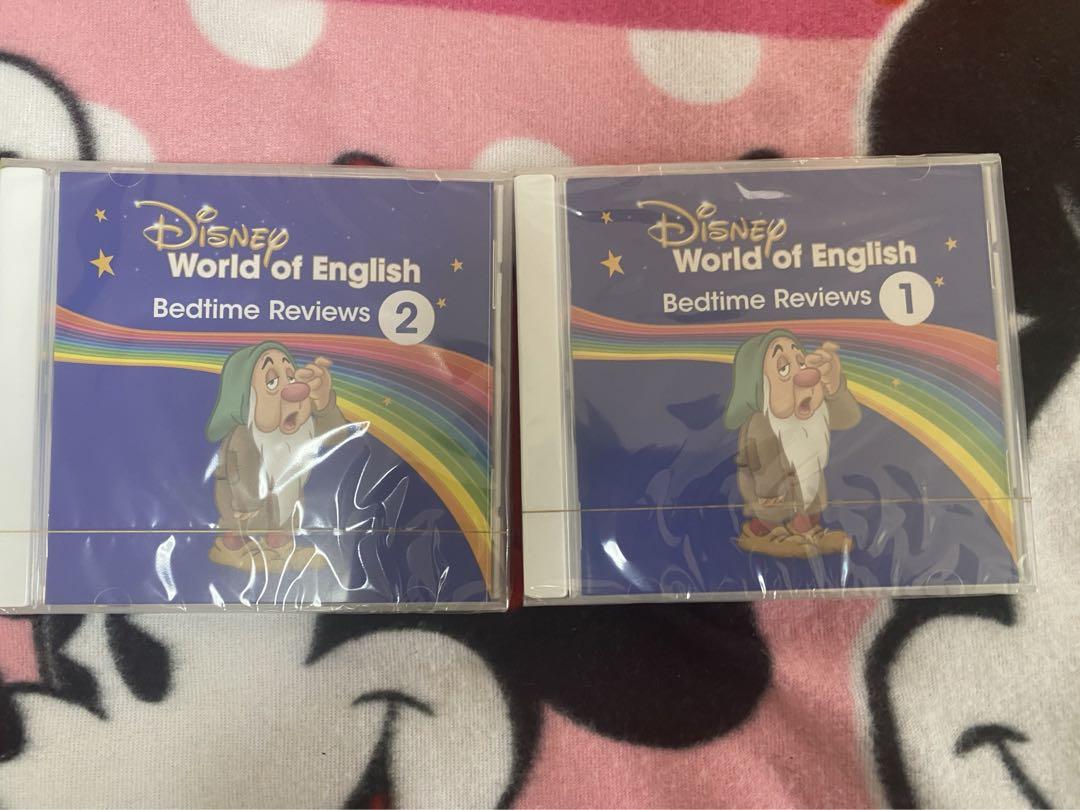 Disney
World of English
Bedtime Reviews 2
Disney
World of English
Bedtime Reviews 1